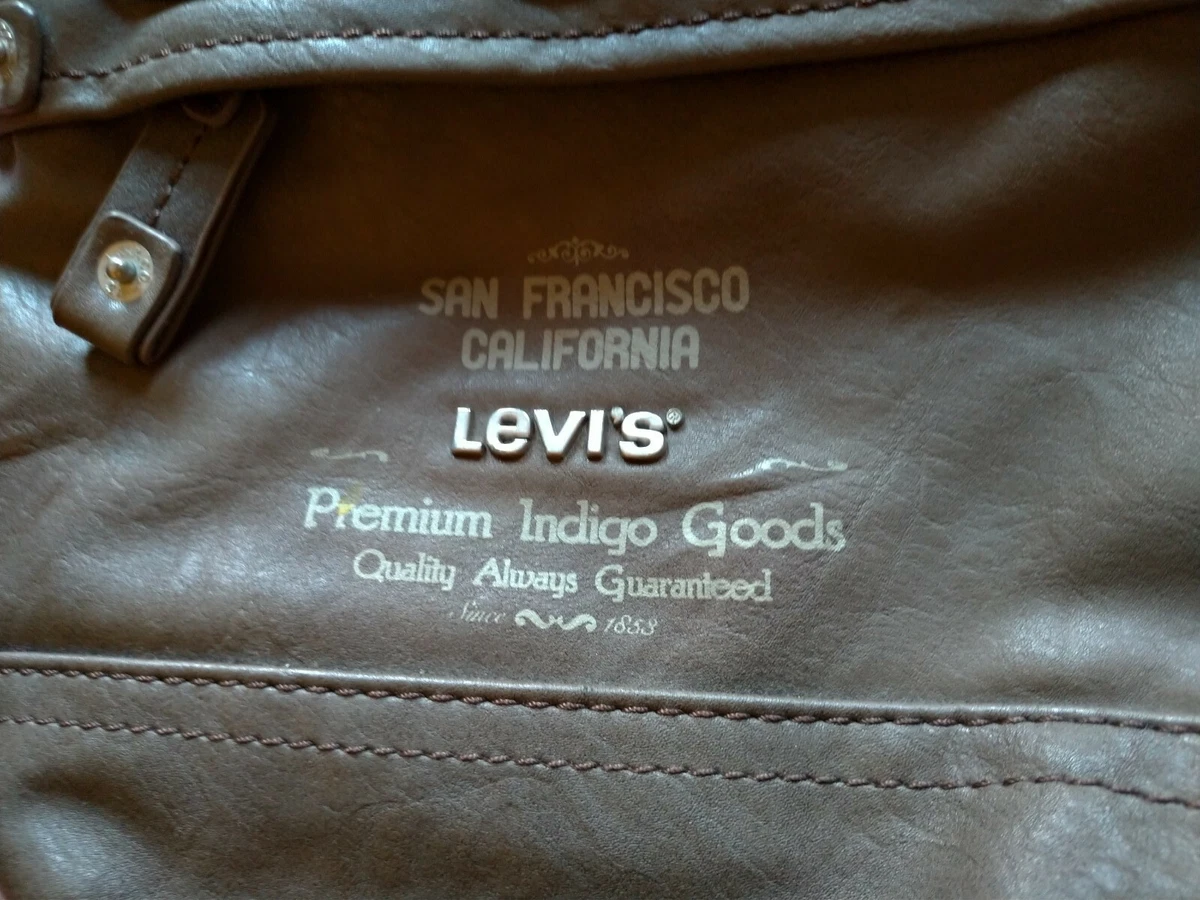 SAN FRANCISCO
CALIFORNIA
LEVI'S®
Premium Indigo Goods
Quality Always Guaranteed
Since 1853